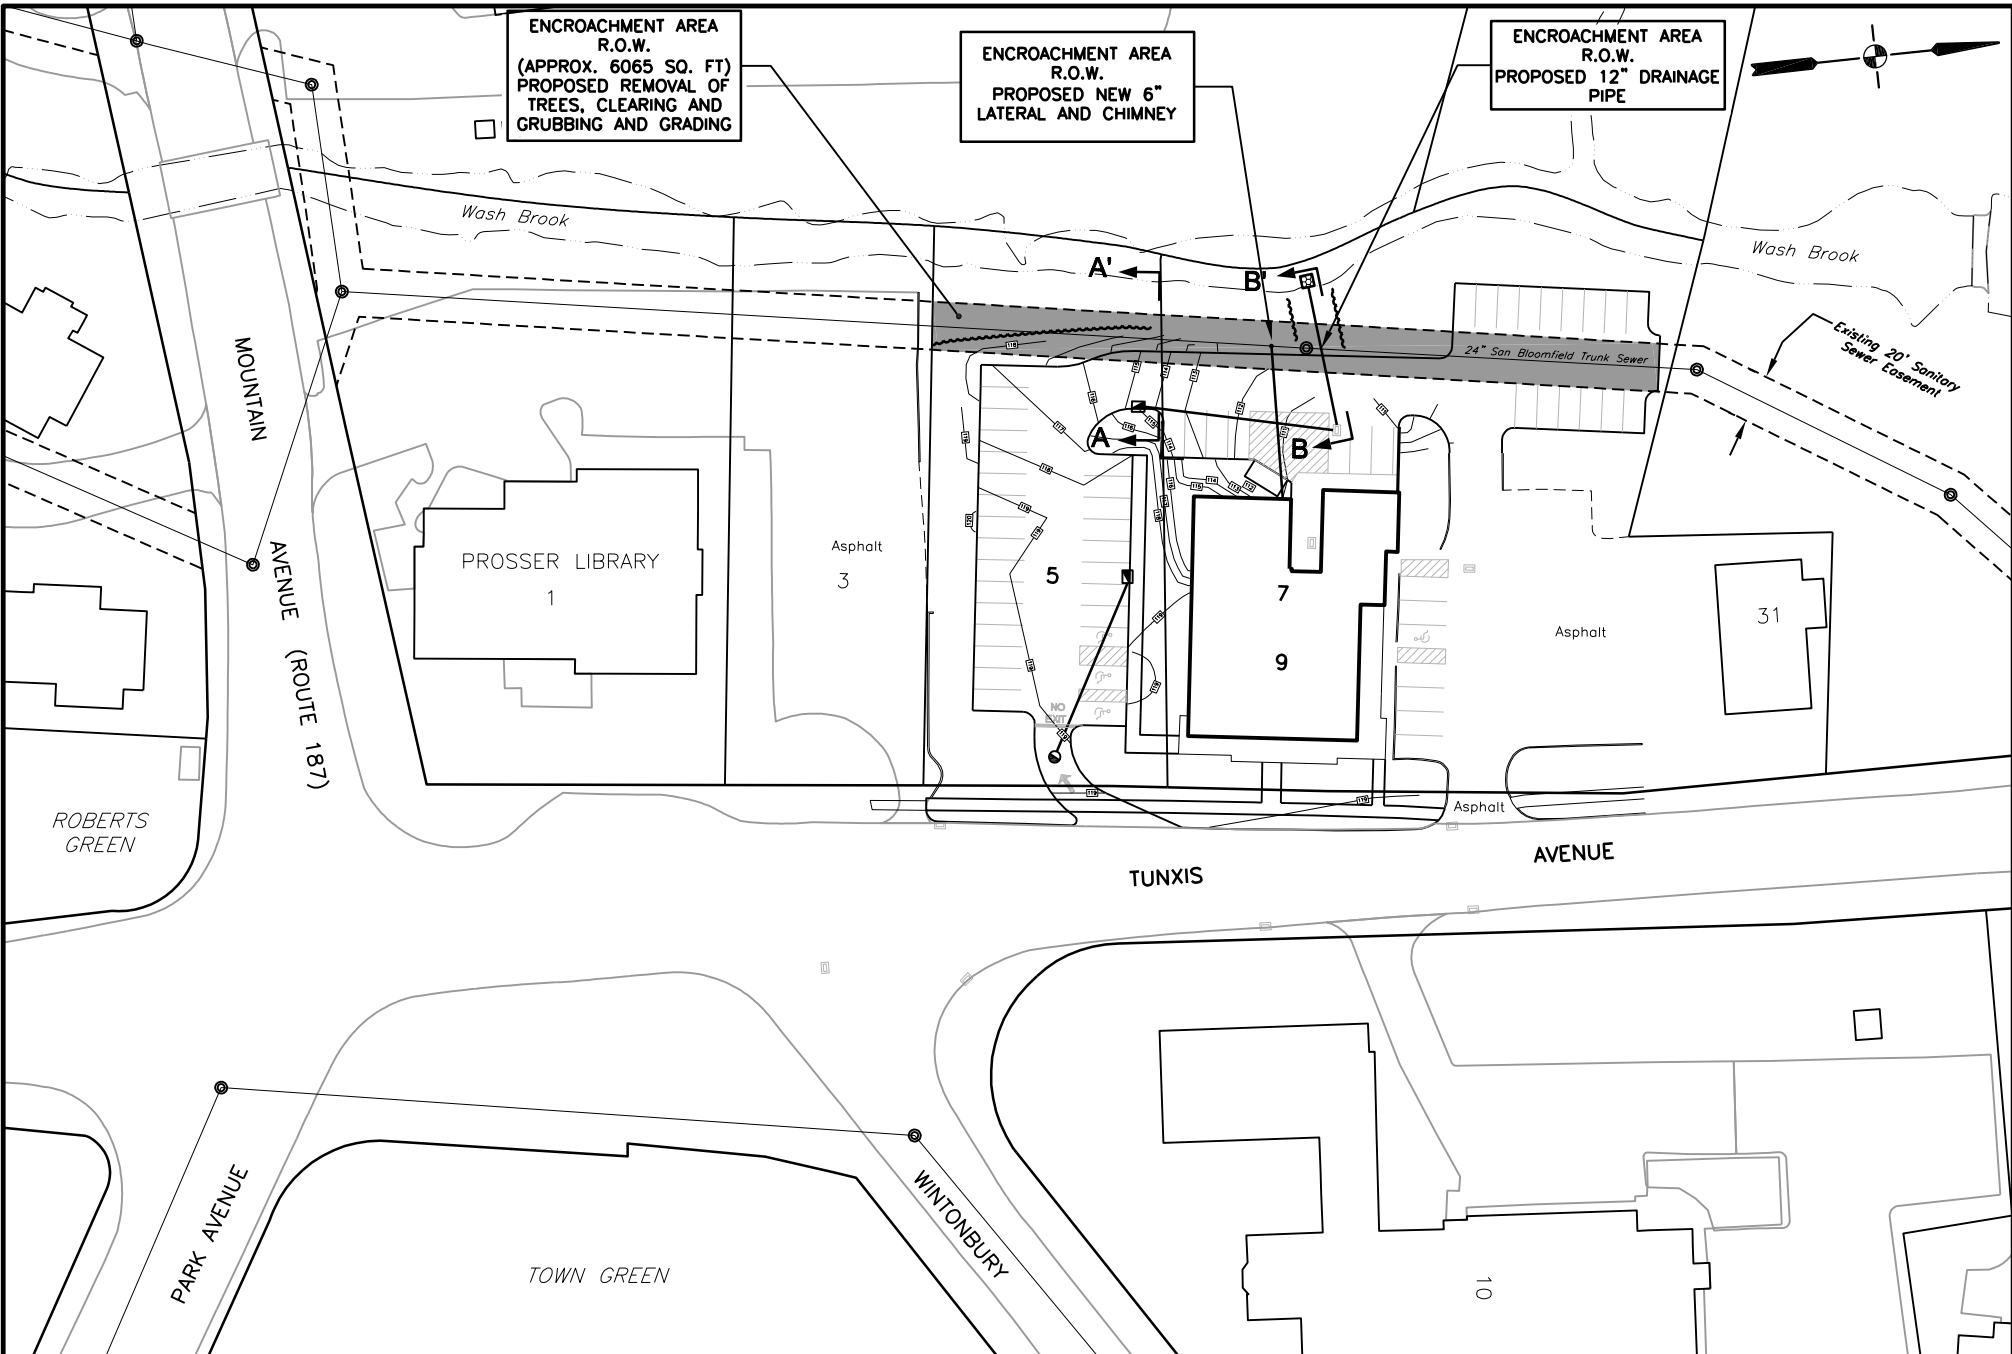 ENCROACHMENT AREA
R.O.W.
(APPROX. 6065 SQ. FT)
PROPOSED REMOVAL OF
TREES, CLEARING AND
GRUBBING AND GRADING
ENCROACHMENT AREA
R.O.W.
PROPOSED NEW 6"
LATERAL AND CHIMNEY
ENCROACHMENT AREA
R.O.W.
PROPOSED 12" DRAINAGE
PIPE
Wash Brook
Wash Brook
A'
B'
24" San Bloomfield Trunk Sewer
Existing 20' Sanitary
Sewer Easement
A
B
MOUNTAIN
AVENUE (ROUTE 187)
PROSSER LIBRARY
1
Asphalt
3
5
7
9
Asphalt
31
NO
EXIT
Asphalt
ROBERTS
GREEN
TUNXIS
AVENUE
PARK AVENUE
TOWN GREEN
WINTONBURY
10